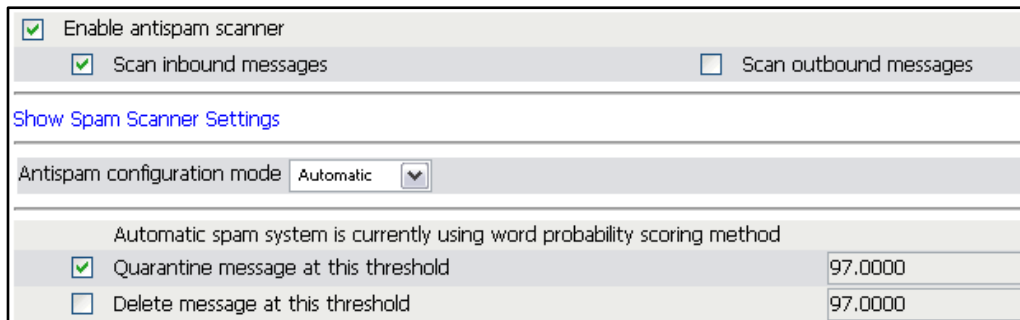 Enable antispam scanner
Scan inbound messages Scan outbound messages
Show Spam Scanner Settings
Antispam configuration mode Automatic
Automatic spam system is currently using word probability scoring method
Quarantine message at this threshold 97.0000
Delete message at this threshold 97.0000